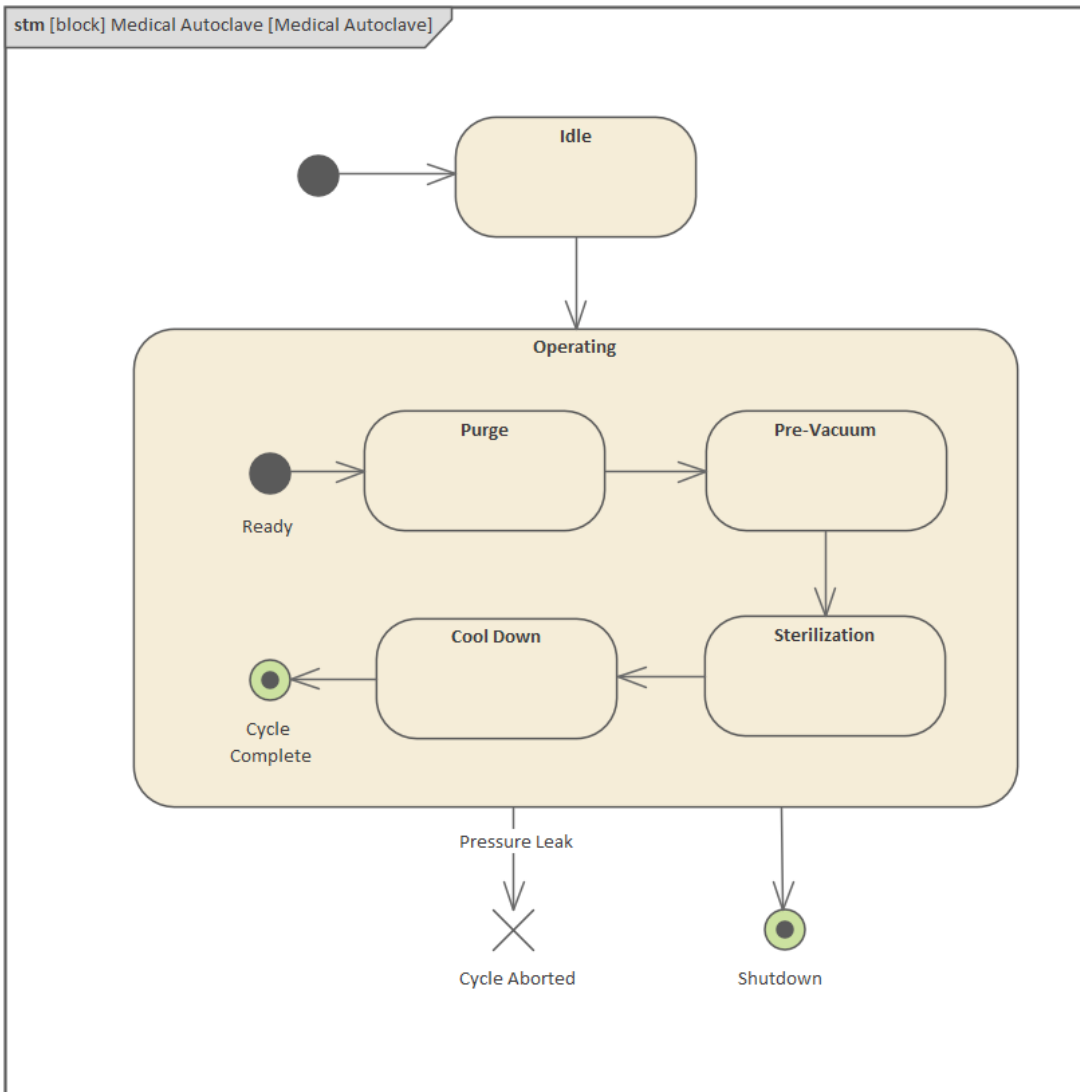 stm [block] Medical Autoclave [Medical Autoclave]
Idle
Operating
Purge
Pre-Vacuum
Ready
Cool Down
Sterilization
Cycle
Complete
Pressure Leak
Cycle Aborted
Shutdown